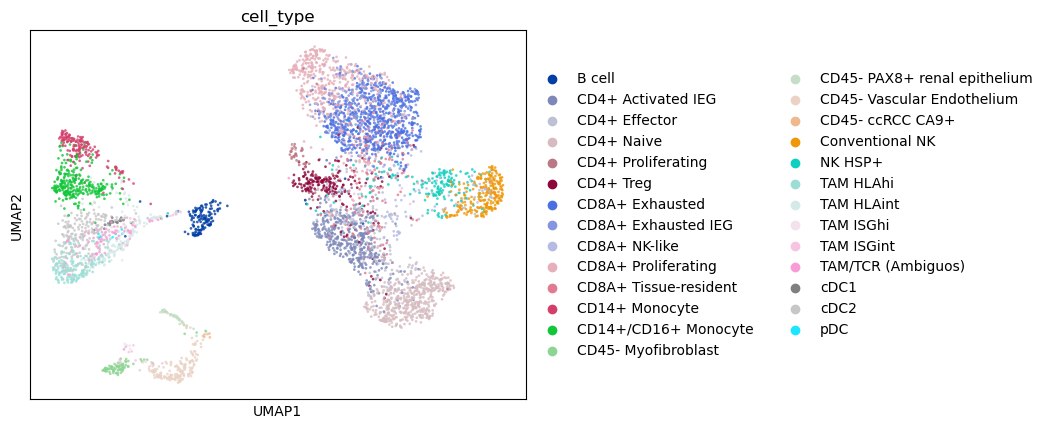 cell_type
UMAP2
UMAP1
B cell
CD4+ Activated IEG
CD4+ Effector
CD4+ Naive
CD4+ Proliferating
CD4+ Treg
CD8A+ Exhausted
CD8A+ Exhausted IEG
CD8A+ NK-like
CD8A+ Proliferating
CD8A+ Tissue-resident
CD14+ Monocyte
CD14+/CD16+ Monocyte
CD45- Myofibroblast
CD45- PAX8+ renal epithelium
CD45- Vascular Endothelium
CD45- ccRCC CA9+
Conventional NK
NK HSP+
TAM HLAhi
TAM HLAint
TAM ISGhi
TAM ISGint
TAM/TCR (Ambiguos)
cDC1
cDC2
pDC